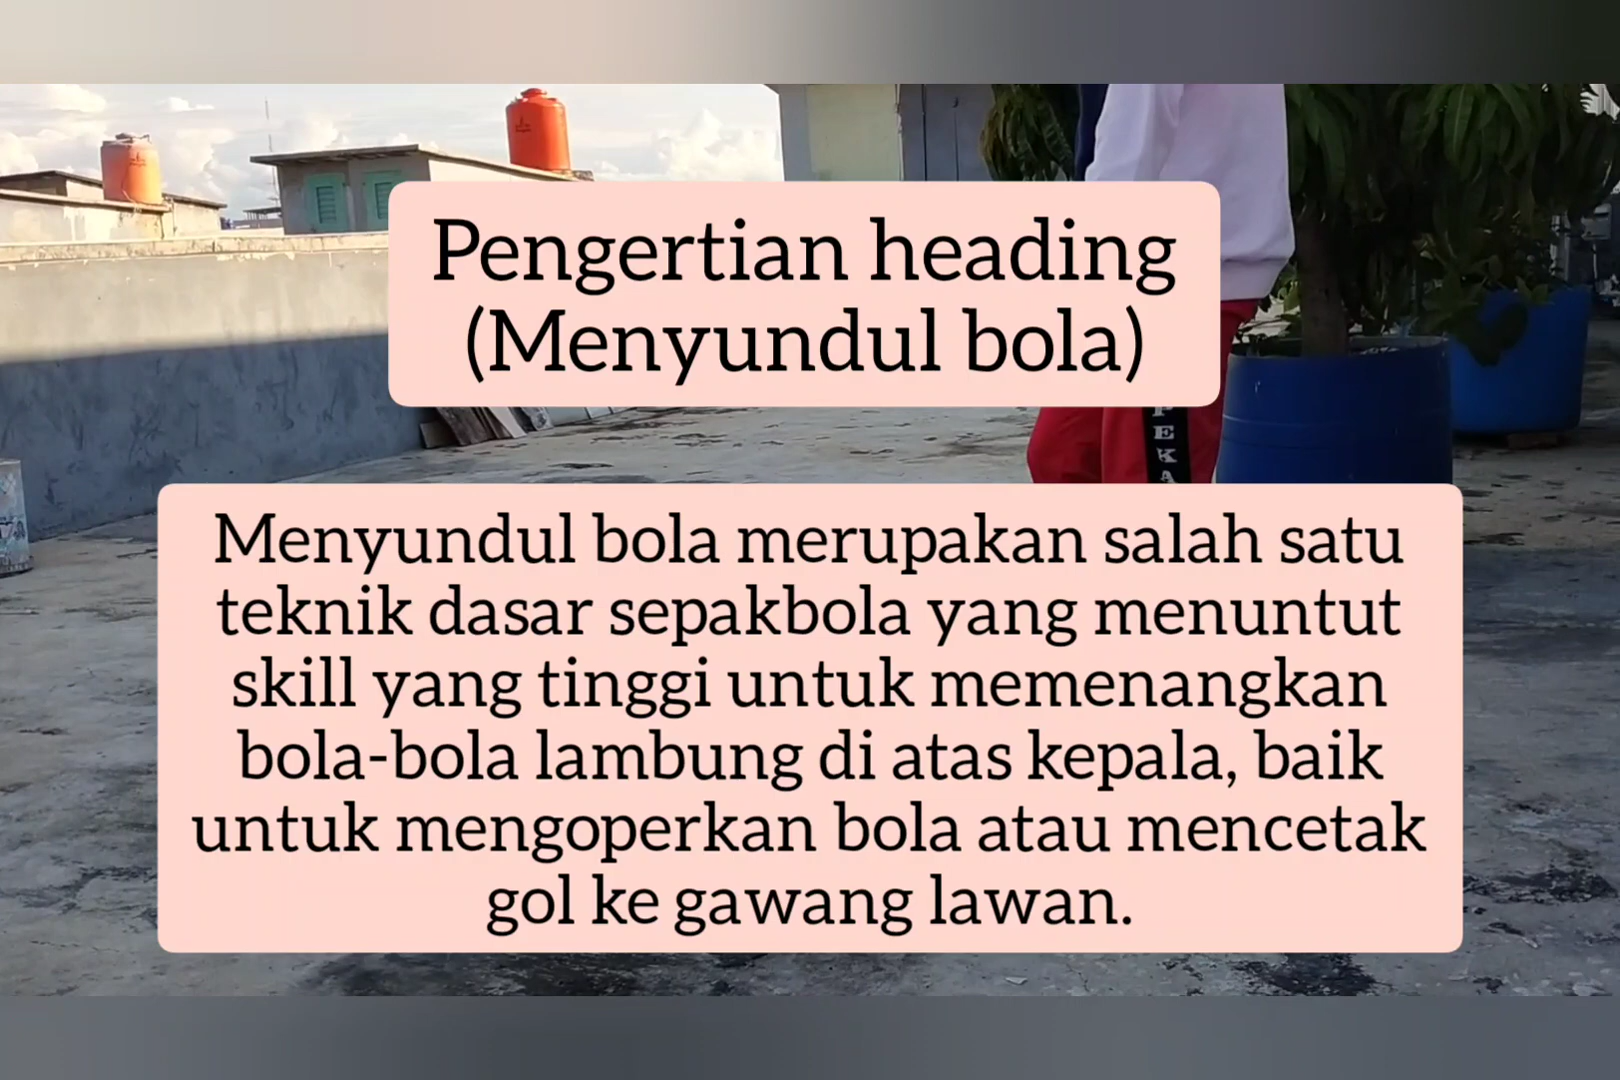 Pengertian heading
(Menyundul bola)
E
K
A
Menyundul bola merupakan salah satu
teknik dasar sepakbola yang menuntut
skill yang tinggi untuk memenangkan
bola-bola lambung di atas kepala, baik
untuk mengoperkan bola atau mencetak
gol ke gawang lawan.